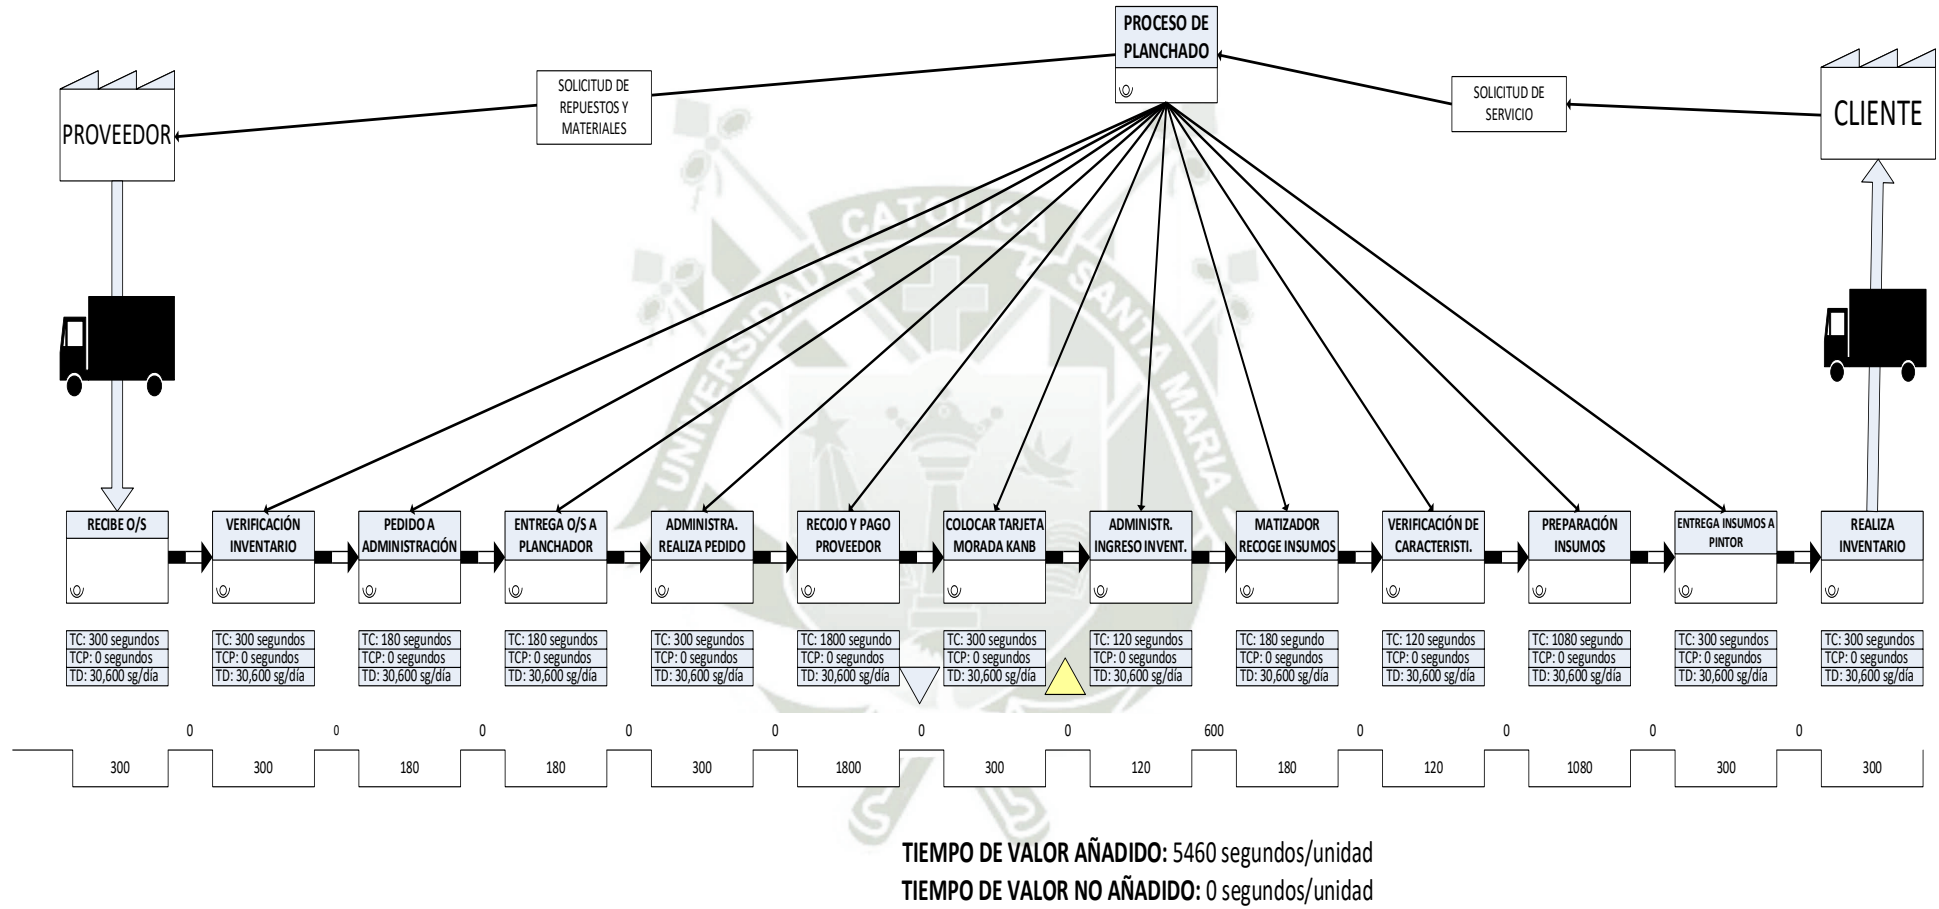 PROCESO DE
PLANCHADO
SOLICITUD DE
REPUESTOS Y
MATERIALES
SOLICITUD DE
SERVICIO
PROVEEDOR
CLIENTE
UNIVERSIDAD CATOLICA SANTA MARIA
RECIBE O/S
VERIFICACIÓN
INVENTARIO
PEDIDO A
ADMINISTRACIÓN
ENTREGA O/S A
PLANCHADOR
ADMINISTRA.
REALIZA PEDIDO
RECOJO Y PAGO
PROVEEDOR
COLOCAR TARJETA
MORADA KANB
ADMINISTR.
INGRESO INVENT.
MATIZADOR
RECOGE INSUMOS
VERIFICACIÓN DE
CARACTERISTI.
PREPARACIÓN
INSUMOS
ENTREGA INSUMOS A
PINTOR
REALIZA
INVENTARIO
TC: 300 segundos
TCP: 0 segundos
TD: 30,600 sg/día
TC: 300 segundos
TCP: 0 segundos
TD: 30,600 sg/día
TC: 180 segundos
TCP: 0 segundos
TD: 30,600 sg/día
TC: 180 segundos
TCP: 0 segundos
TD: 30,600 sg/día
TC: 300 segundos
TCP: 0 segundos
TD: 30,600 sg/día
TC: 1800 segundo
TCP: 0 segundos
TD: 30,600 sg/día
TC: 300 segundos
TCP: 0 segundos
TD: 30,600 sg/día
TC: 120 segundos
TCP: 0 segundos
TD: 30,600 sg/día
TC: 180 segundo
TCP: 0 segundos
TD: 30,600 sg/día
TC: 120 segundos
TCP: 0 segundos
TD: 30,600 sg/día
TC: 1080 segundo
TCP: 0 segundos
TD: 30,600 sg/día
TC: 300 segundos
TCP: 0 segundos
TD: 30,600 sg/día
TC: 300 segundos
TCP: 0 segundos
TD: 30,600 sg/día
0 0 0 0 0 0 0 600 0 0 0 0
300 300 180 180 300 1800 300 120 180 120 1080 300 300
TIEMPO DE VALOR AÑADIDO: 5460 segundos/unidad
TIEMPO DE VALOR NO AÑADIDO: 0 segundos/unidad